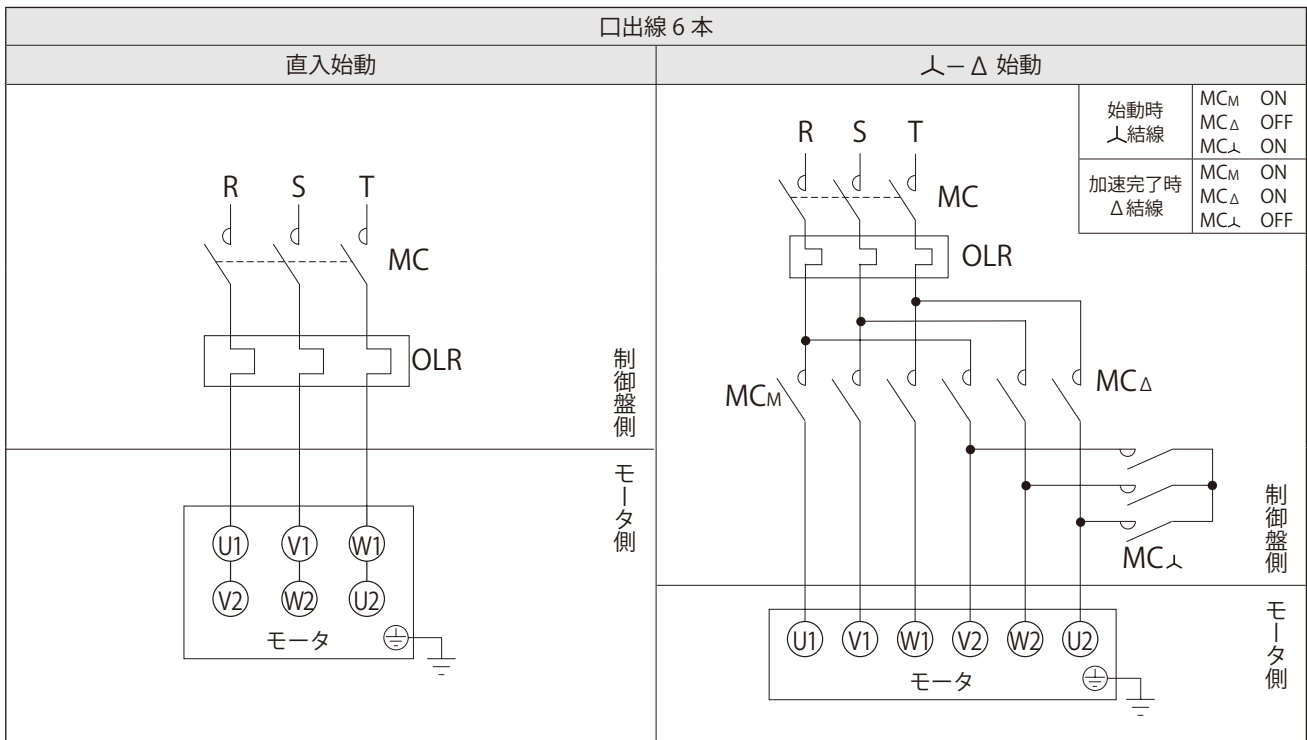 口出線 6 本
直入始動
R S T
MC
OLR
制御盤側
モータ側
U1 V1 W1
V2 W2 U2
モータ
人− Δ 始動
始動時
人結線
MCM ON
MCΔ OFF
MC人 ON
加速完了時
Δ結線
MCM ON
MCΔ ON
MC人 OFF
R S T
MC
OLR
MCM
MCΔ
MC人
制御盤側
モータ側
U1 V1 W1 V2 W2 U2
モータ